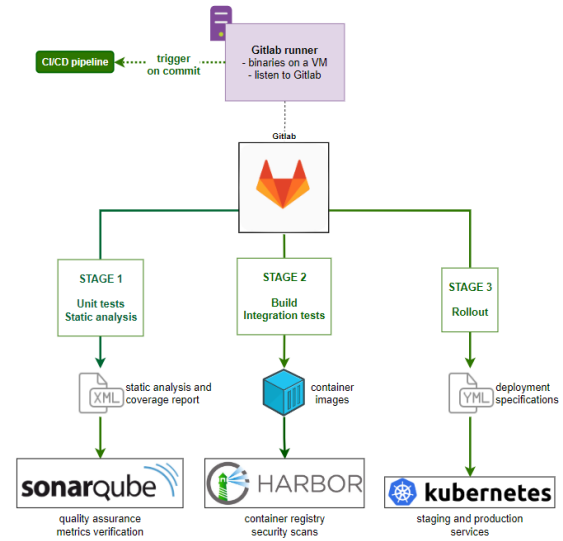 Gitlab runner
- binaries on a VM
- listen to Gitlab
trigger
on commit
CI/CD pipeline
Gitlab
STAGE 1
Unit tests
Static analysis
STAGE 2
Build
Integration tests
STAGE 3
Rollout
XML
static analysis and
coverage report
container
images
YML
deployment
specifications
sonarqube
HARBOR
kubernetes
quality assurance
metrics verification
container registry
security scans
staging and production
services